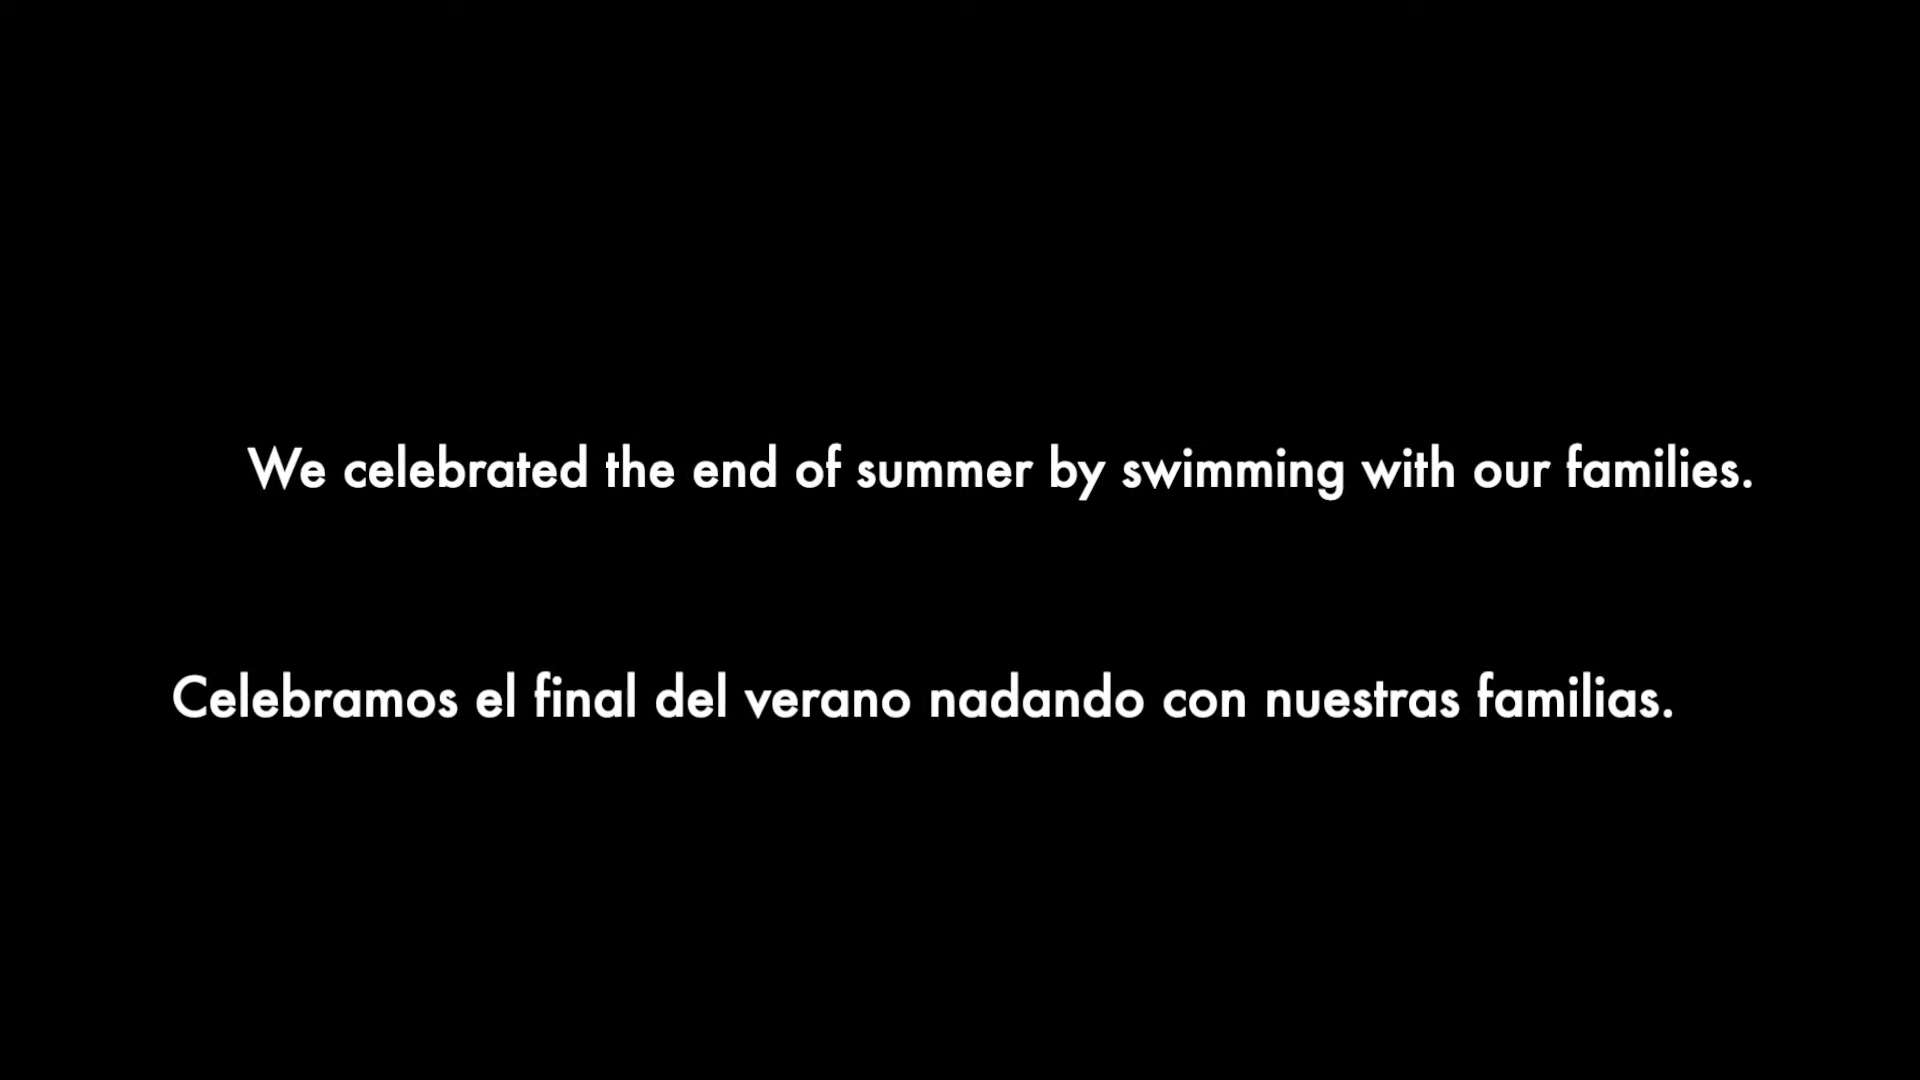 We celebrated the end of summer by swimming with our families.
Celebramos el final del verano nadando con nuestras familias.